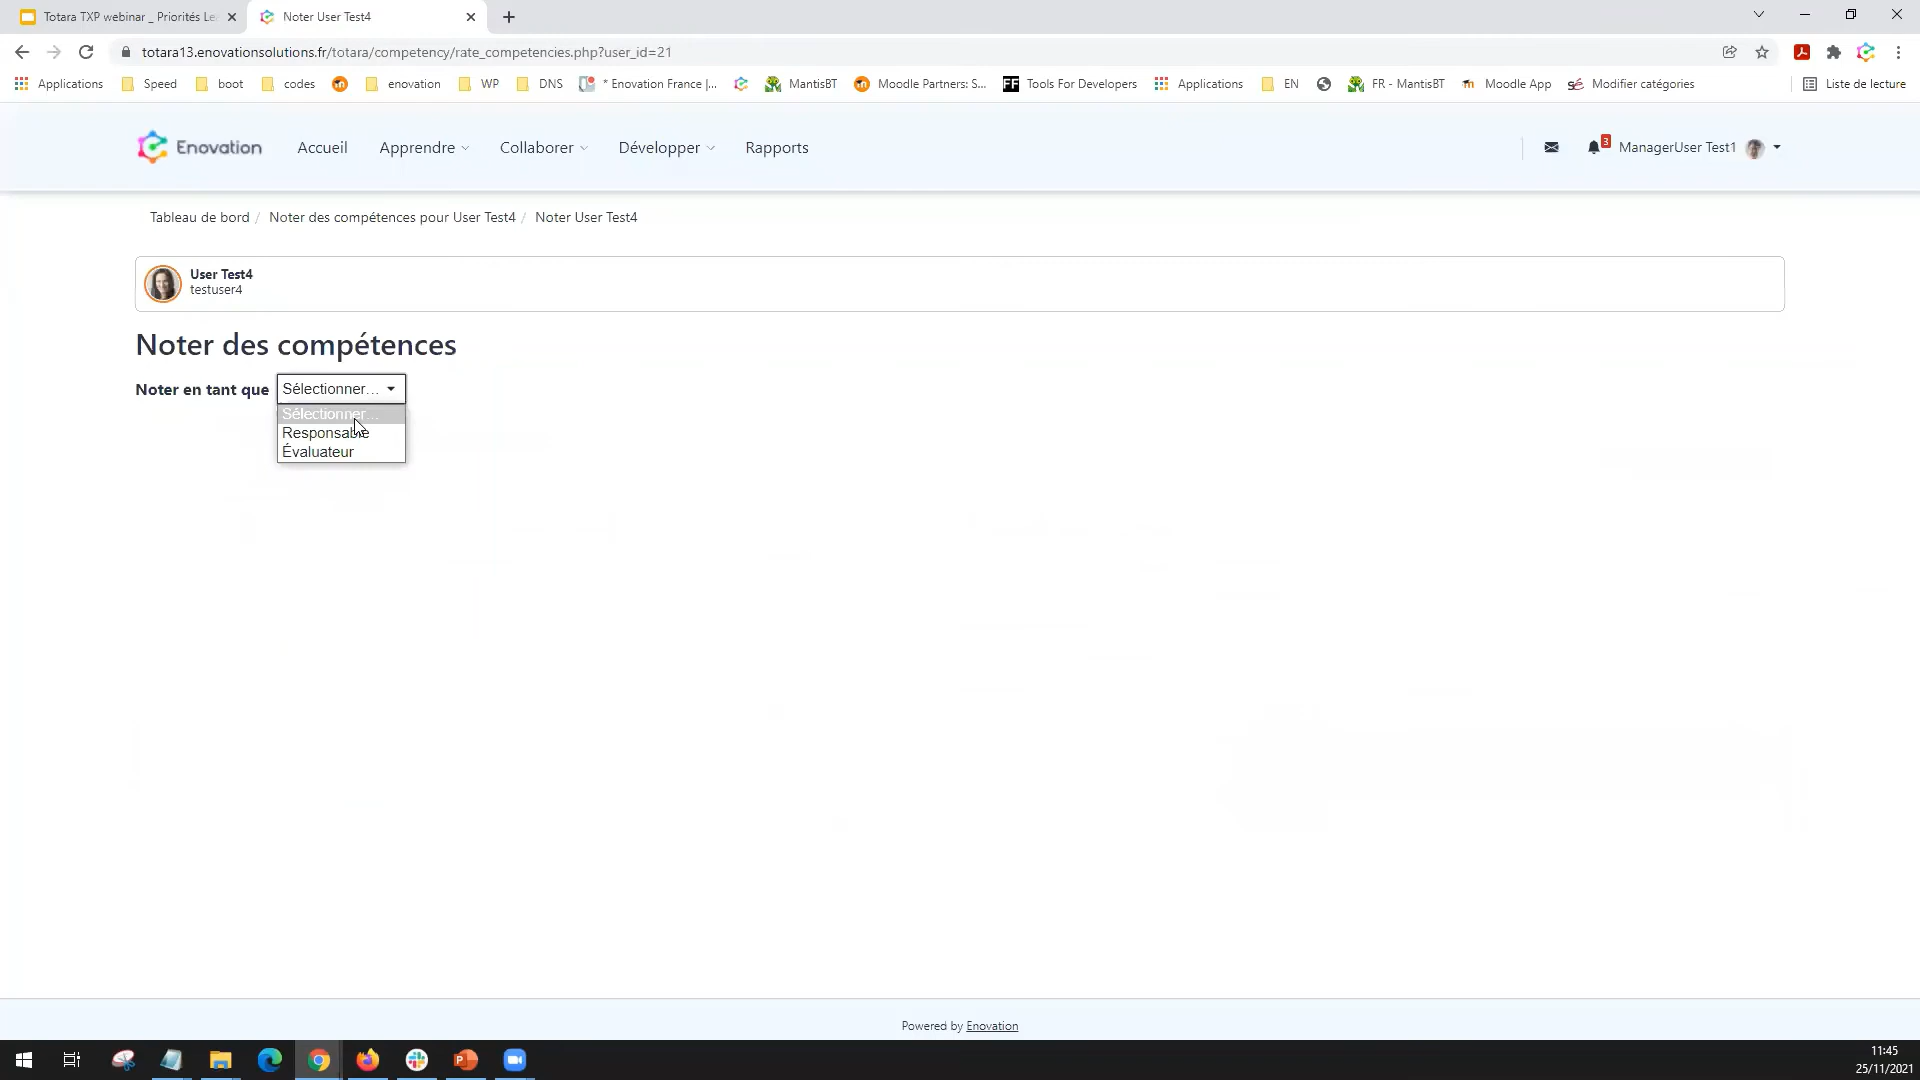 Totara TXP webinar _ Priorités Le
Noter User Test4
totara13.enovationsolutions.fr/totara/competency/rate_competencies.php?user_id=21
Applications
Speed
boot
codes
enovation
WP
DNS
* Enovation France |...
MantisBT
Moodle Partners: S...
FF Tools For Developers
Applications
EN
FR - MantisBT
Moodle App
Modifier catégories
Liste de lecture
Enovation
Accueil
Apprendre
Collaborer
Développer
Rapports
3
ManagerUser Test1
Tableau de bord / Noter des compétences pour User Test4 / Noter User Test4
User Test4
testuser4
Noter des compétences
Noter en tant que Sélectionner...
Sélectionner...
Responsable
Évaluateur
Powered by Enovation
11:45
25/11/2021